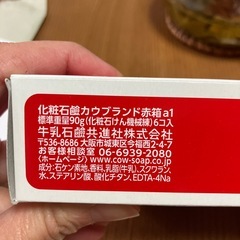 化粧石鹸カウブランド赤箱a1
標準重量90g(化粧石けん機械練)6コ入
牛乳石鹸共進社株式会社
〒536-8686 大阪市城東区今福西2-4-7
お客様相談室 06-6939-2080
〈ホームページ〉www.cow-soap.co.jp
成分:石ケン素地、香料、乳脂(牛乳)、スクワラン、
水、ステアリン酸、酸化チタン、EDTA-4Na